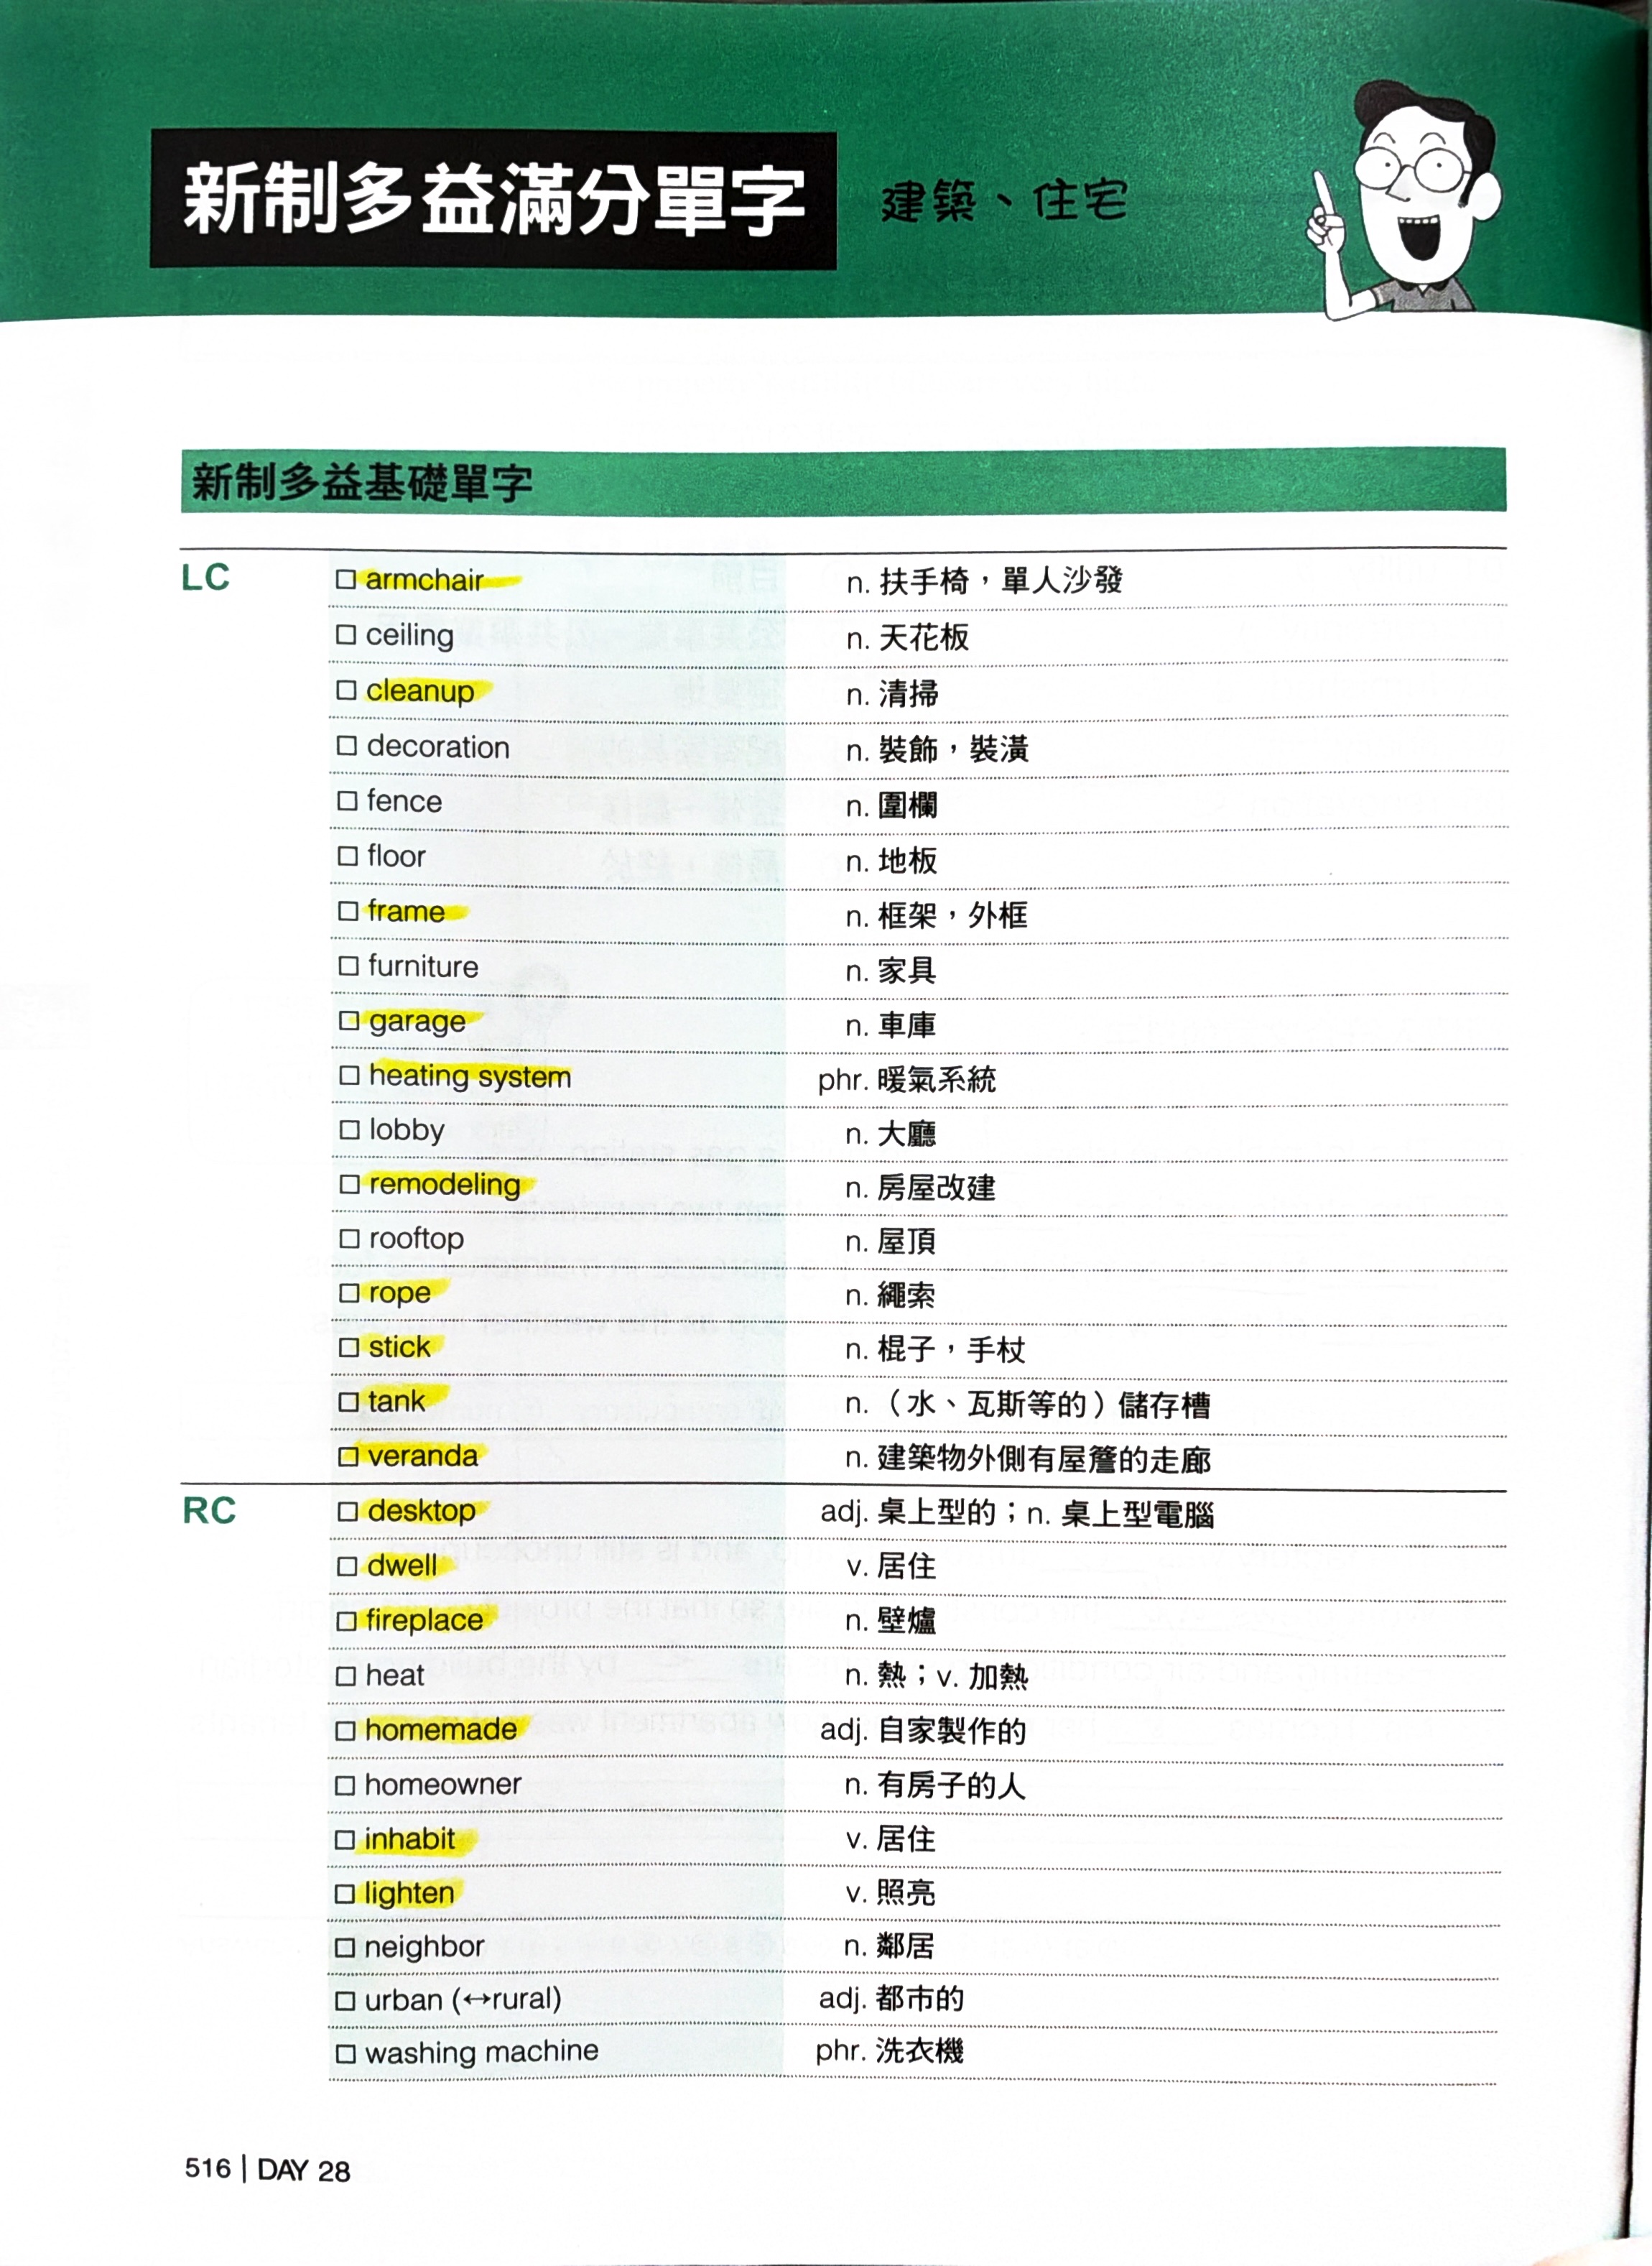 新制多益滿分單字 建築、住宅
新制多益基礎單字
LC □ armchair n. 扶手椅，單人沙發
□ ceiling n. 天花板
□ cleanup n. 清掃
□ decoration n. 裝飾，裝潢
□ fence n. 圍欄
□ floor n. 地板
□ frame n. 框架，外框
□ furniture n. 家具
□ garage n. 車庫
□ heating system phr. 暖氣系統
□ lobby n. 大廳
□ remodeling n. 房屋改建
□ rooftop n. 屋頂
□ rope n. 繩索
□ stick n. 棍子，手杖
□ tank n.（水、瓦斯等的）儲存槽
□ veranda n. 建築物外側有屋簷的走廊
RC □ desktop adj. 桌上型的；n. 桌上型電腦
□ dwell v. 居住
□ fireplace n. 壁爐
□ heat n. 熱；v. 加熱
□ homemade adj. 自家製作的
□ homeowner n. 有房子的人
□ inhabit v. 居住
□ lighten v. 照亮
□ neighbor n. 鄰居
□ urban (↔rural) adj. 都市的
□ washing machine phr. 洗衣機
516 | DAY 28